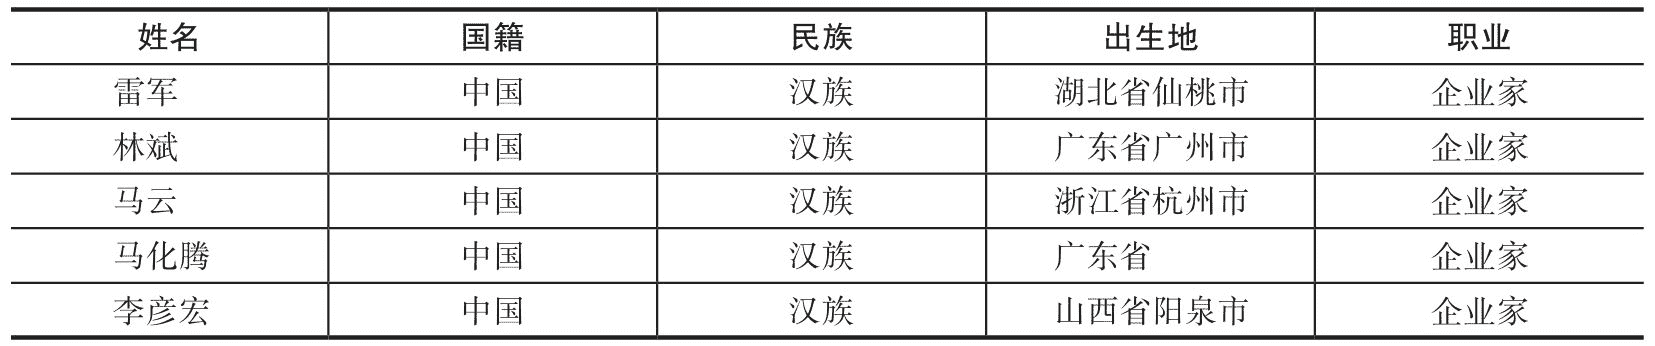 姓名 国籍 民族 出生地 职业
雷军 中国 汉族 湖北省仙桃市 企业家
林斌 中国 汉族 广东省广州市 企业家
马云 中国 汉族 浙江省杭州市 企业家
马化腾 中国 汉族 广东省 企业家
李彦宏 中国 汉族 山西省阳泉市 企业家